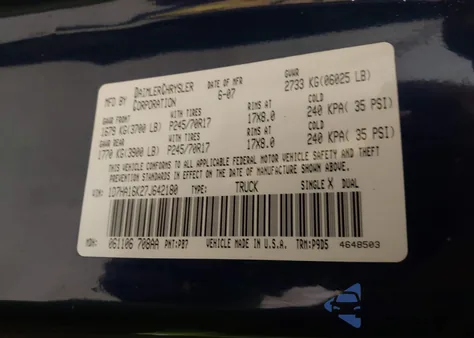 MFD BY DAIMLERCHRYSLER CORPORATION DATE OF MFR 6-07 GVWR 2733 KG(06025 LB)
GAWR FRONT WITH TIRES RIMS AT COLD
1679 KG(3700 LB) P245/70R17 17X8.0 240 KPA( 35 PSI)
GAWR REAR WITH TIRES RIMS AT COLD
1770 KG(3900 LB) P245/70R17 17X8.0 240 KPA( 35 PSI)
THIS VEHICLE CONFORMS TO ALL APPLICABLE FEDERAL MOTOR VEHICLE SAFETY AND THEFT
PREVENTION STANDARDS IN EFFECT ON THE DATE OF MANUFACTURE SHOWN ABOVE.
VIN: 1D7HA18K27J642180 TYPE: TRUCK SINGLE X DUAL
MDH: 061106 708AA PNT:PB7 VEHICLE MADE IN U.S.A. TRM:P9D5 4648503